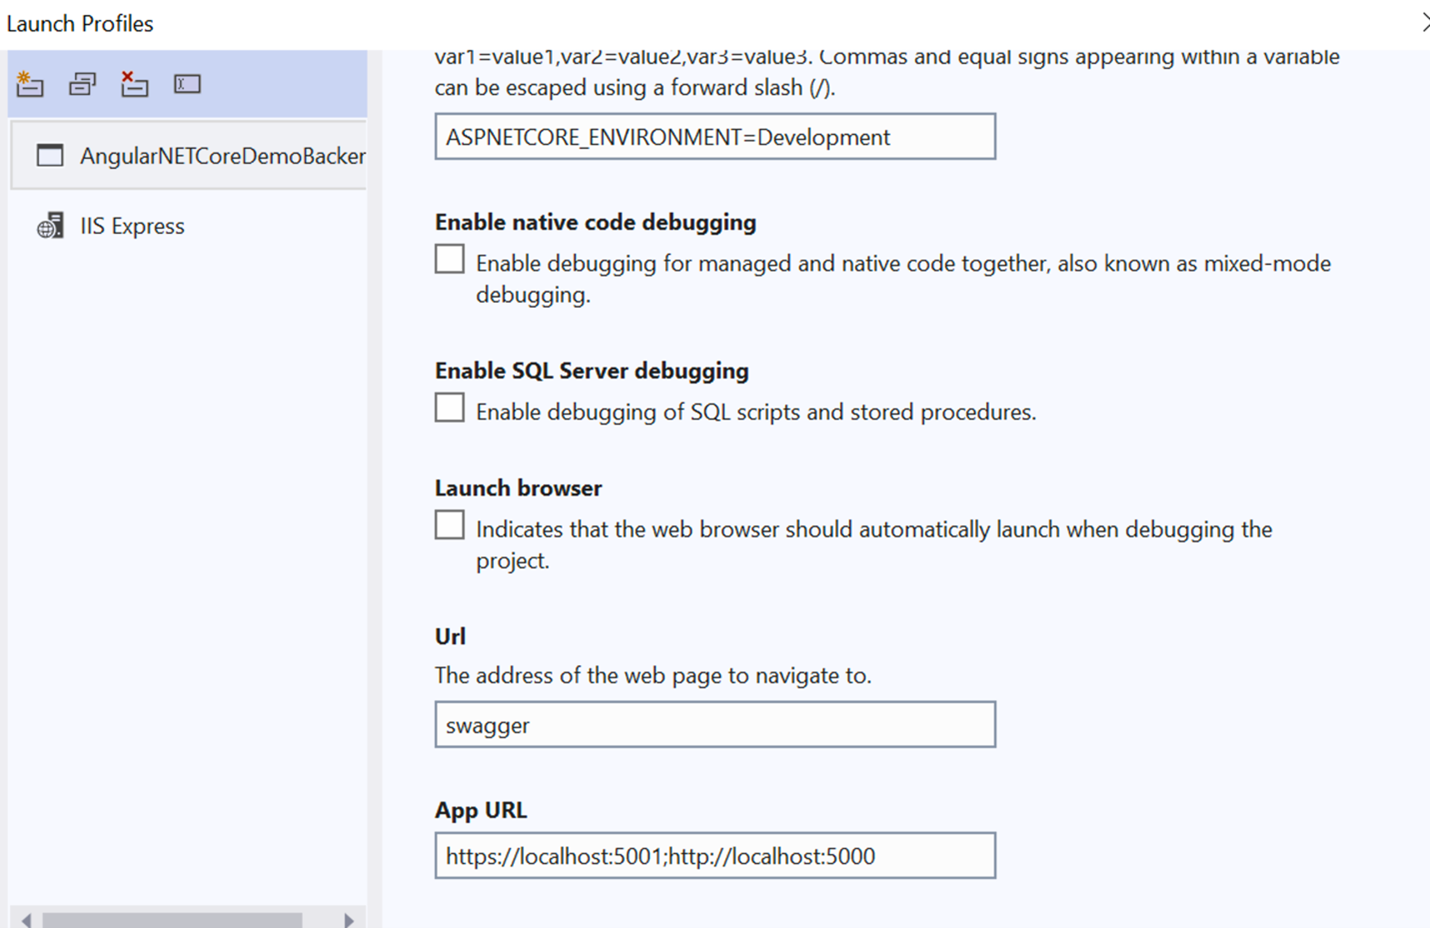 Launch Profiles
AngularNETCoreDemoBacker
IIS Express
var1=value1,var2=value2,var3=value3. Commas and equal signs appearing within a variable
can be escaped using a forward slash (/).
ASPNETCORE_ENVIRONMENT=Development
Enable native code debugging
Enable debugging for managed and native code together, also known as mixed-mode
debugging.
Enable SQL Server debugging
Enable debugging of SQL scripts and stored procedures.
Launch browser
Indicates that the web browser should automatically launch when debugging the
project.
Url
The address of the web page to navigate to.
swagger
App URL
https://localhost:5001;http://localhost:5000